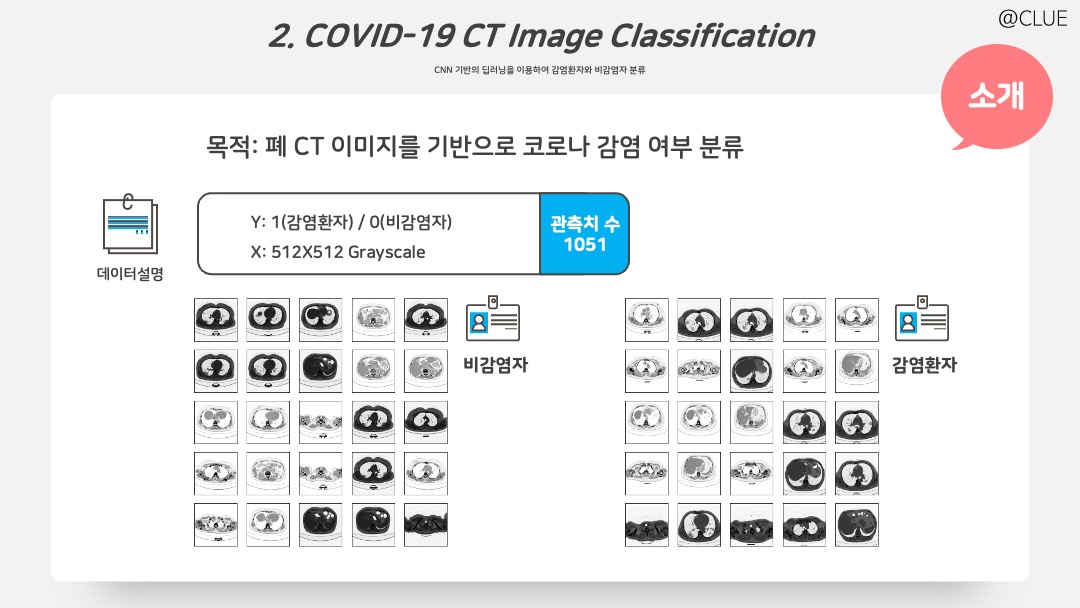 @CLUE
2. COVID-19 CT Image Classification
CNN 기반의 딥러닝을 이용하여 감염환자와 비감염자 분류
소개
목적: 폐 CT 이미지를 기반으로 코로나 감염 여부 분류
Y: 1(감염환자) / 0(비감염자)
X: 512X512 Grayscale
관측치 수
1051
데이터설명
비감염자
감염환자